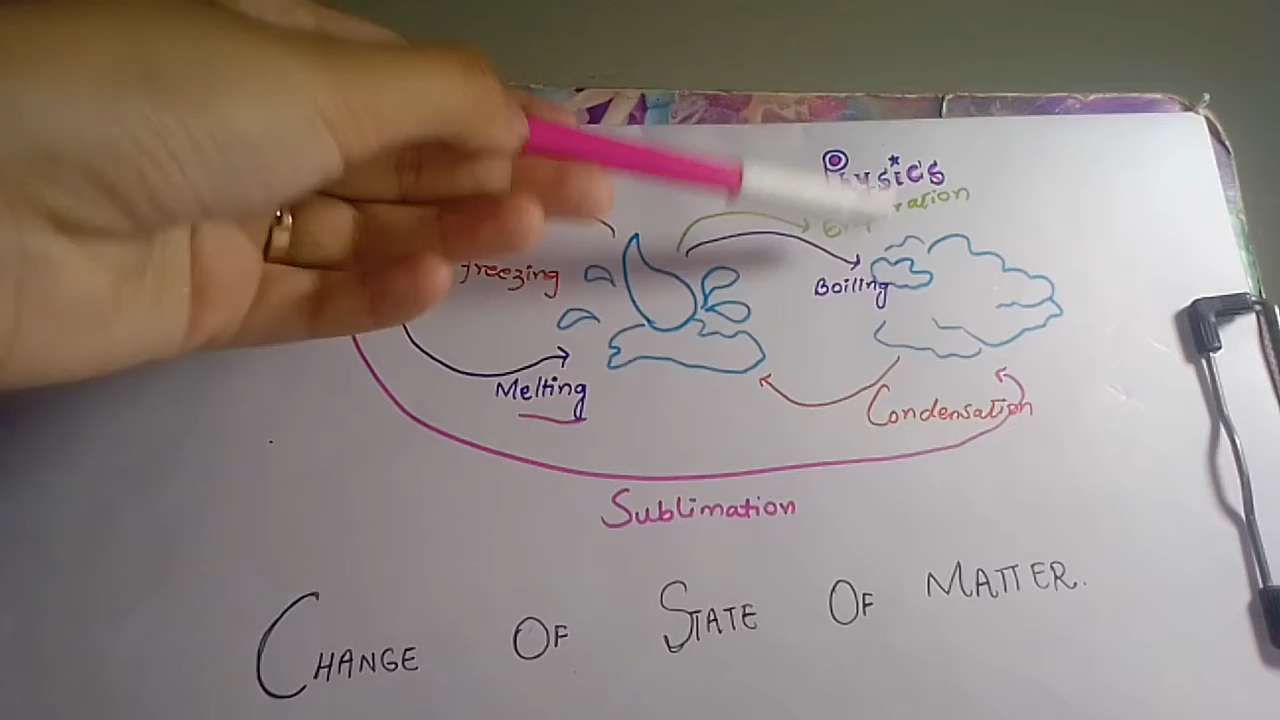 Physics
freezing
Boiling
Melting
Condensation
Sublimation
CHANGE OF STATE OF MATTER.